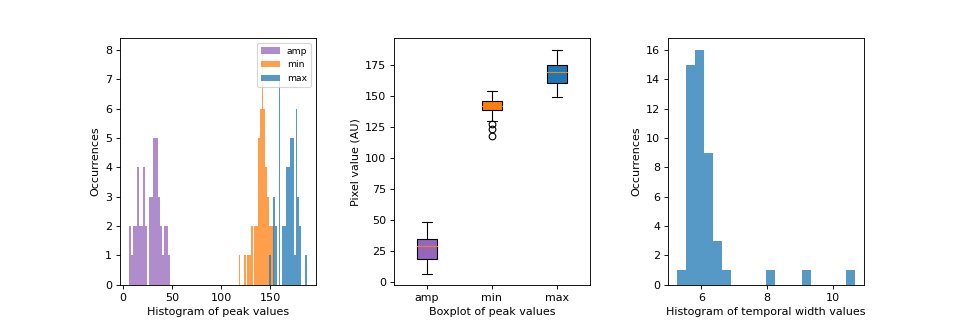 8
7
6
5
4
3
2
1
0
Occurrences
0 50 100 150
Histogram of peak values
amp
min
max
175
150
125
100
75
50
25
0
Pixel value (AU)
amp min max
Boxplot of peak values
16
14
12
10
8
6
4
2
0
Occurrences
6 8 10
Histogram of temporal width values